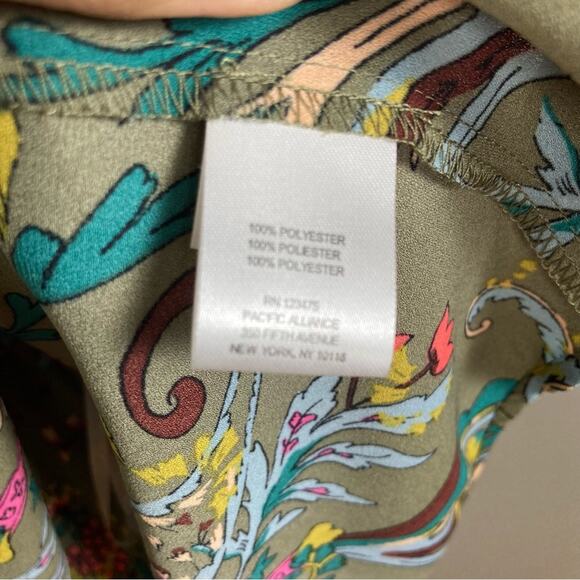 100% POLYESTER
100% POLIESTER
100% POLYESTER
RN 123475
PACIFIC ALLIANCE
350 FIFTH AVENUE
NEW YORK, NY 10118